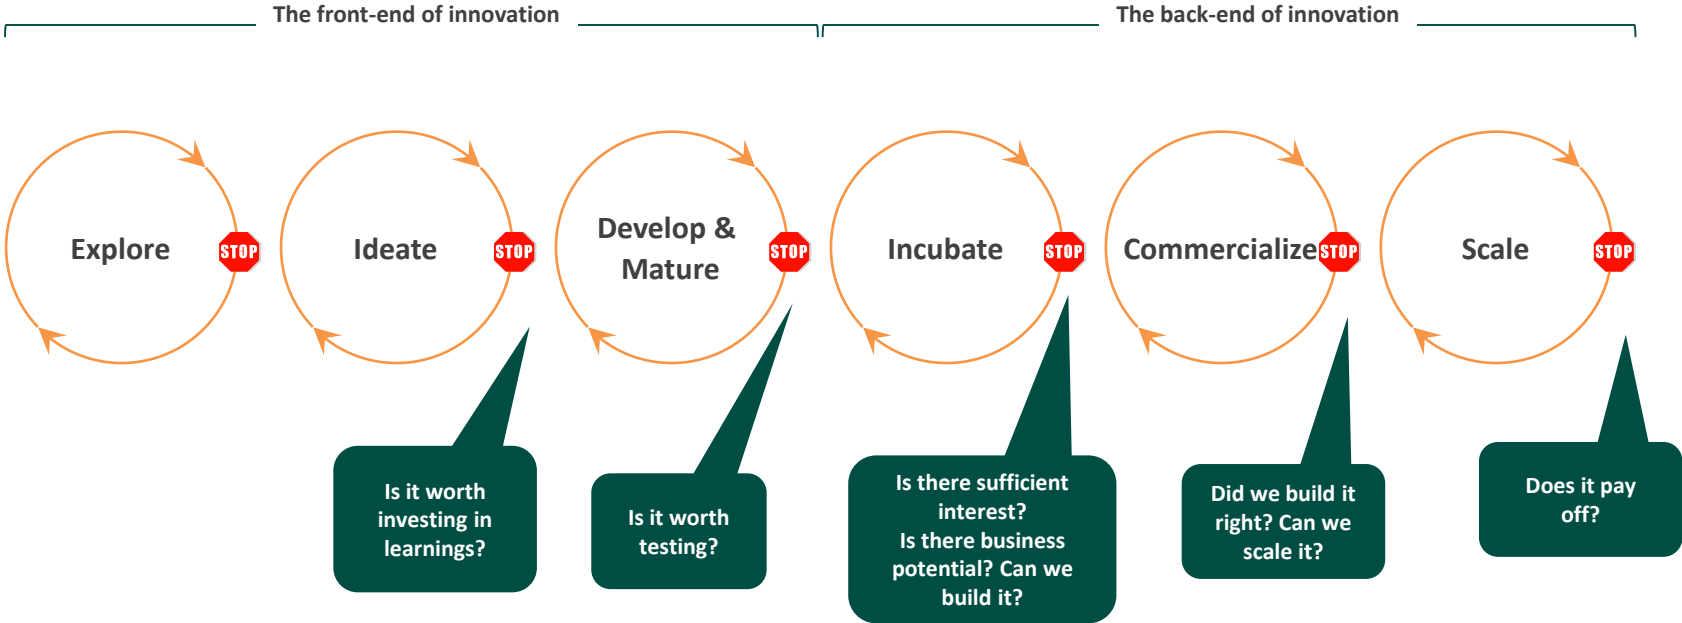 The front-end of innovation
The back-end of innovation
Explore
STOP
Ideate
STOP
Develop &
Mature
STOP
Incubate
STOP
Commercialize
STOP
Scale
STOP
Is it worth
investing in
learnings?
Is it worth
testing?
Is there sufficient
interest?
Is there business
potential? Can we
build it?
Did we build it
right? Can we
scale it?
Does it pay
off?